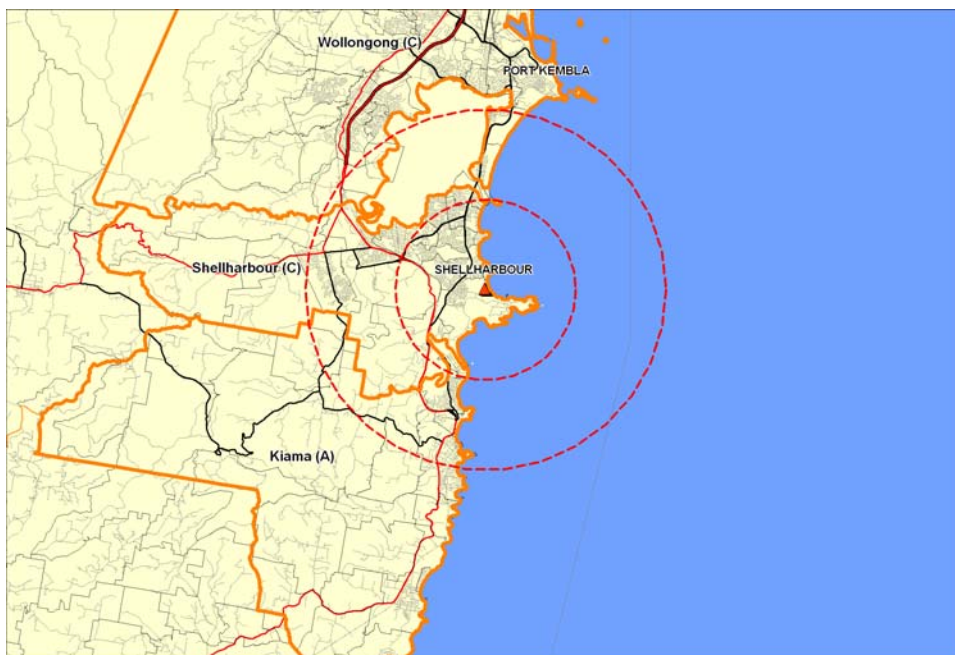 Wollongong (C)
PORT KEMBLA
SHELLHARBOUR
Shellharbour (C)
Kiama (A)